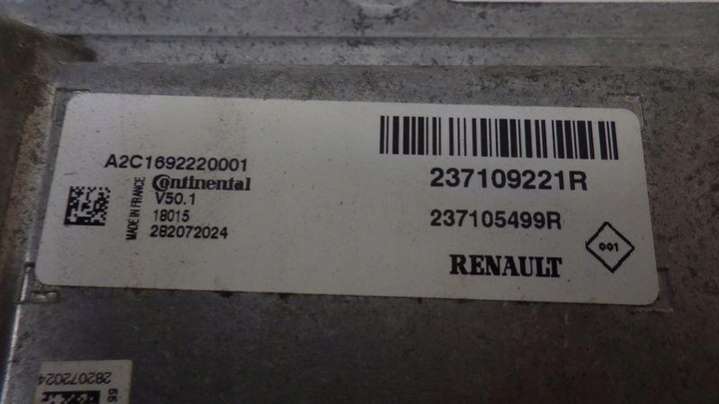 A2C1692220001
Continental
V50.1
18015
282072024
MADE IN FRANCE
237109221R
237105499R
RENAULT
001
282072024